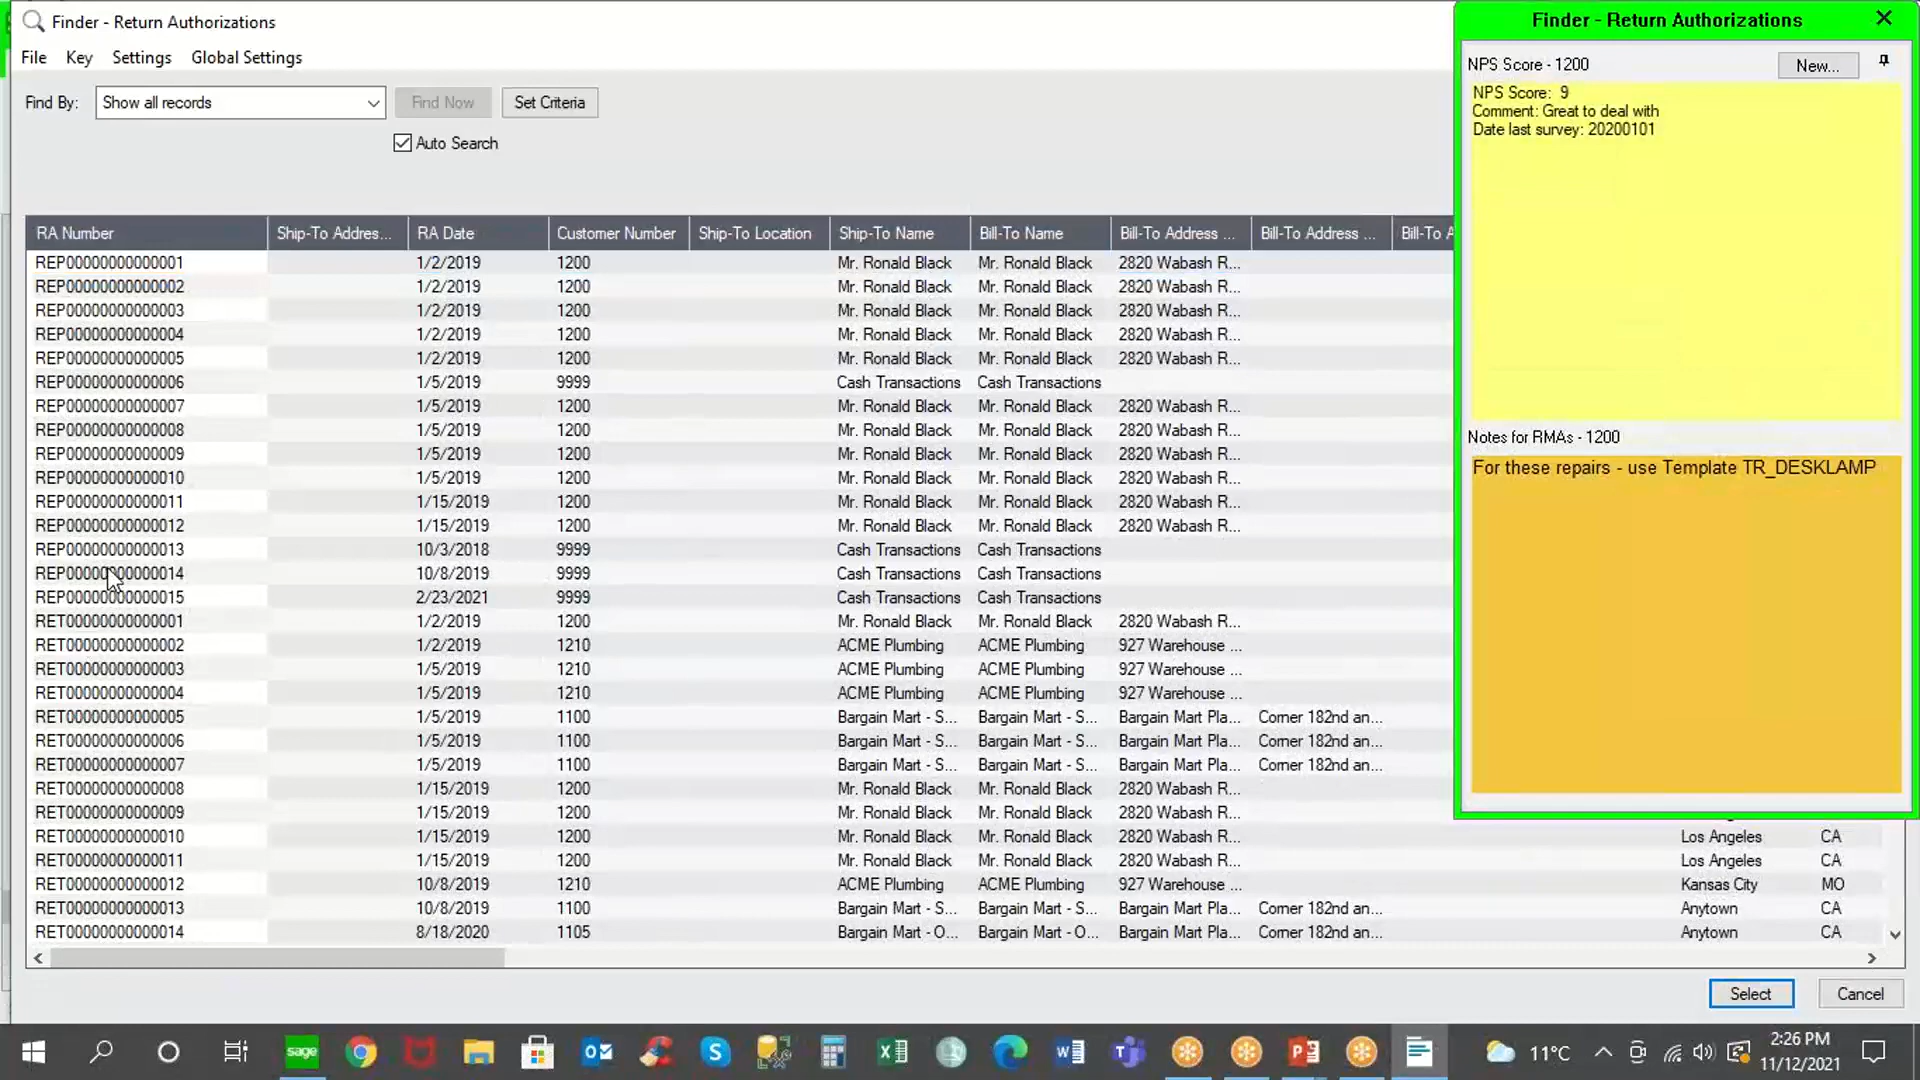 Finder - Return Authorizations
File Key Settings Global Settings
Find By: Show all records Find Now Set Criteria
Auto Search
RA Number Ship-To Addres... RA Date Customer Number Ship-To Location Ship-To Name Bill-To Name Bill-To Address ... Bill-To Address ... Bill-To A
REP00000000000001 1/2/2019 1200 Mr. Ronald Black Mr. Ronald Black 2820 Wabash R...
REP00000000000002 1/2/2019 1200 Mr. Ronald Black Mr. Ronald Black 2820 Wabash R...
REP00000000000003 1/2/2019 1200 Mr. Ronald Black Mr. Ronald Black 2820 Wabash R...
REP00000000000004 1/2/2019 1200 Mr. Ronald Black Mr. Ronald Black 2820 Wabash R...
REP00000000000005 1/2/2019 1200 Mr. Ronald Black Mr. Ronald Black 2820 Wabash R...
REP00000000000006 1/5/2019 9999 Cash Transactions Cash Transactions
REP00000000000007 1/5/2019 1200 Mr. Ronald Black Mr. Ronald Black 2820 Wabash R...
REP00000000000008 1/5/2019 1200 Mr. Ronald Black Mr. Ronald Black 2820 Wabash R...
REP00000000000009 1/5/2019 1200 Mr. Ronald Black Mr. Ronald Black 2820 Wabash R...
REP00000000000010 1/5/2019 1200 Mr. Ronald Black Mr. Ronald Black 2820 Wabash R...
REP00000000000011 1/15/2019 1200 Mr. Ronald Black Mr. Ronald Black 2820 Wabash R...
REP00000000000012 1/15/2019 1200 Mr. Ronald Black Mr. Ronald Black 2820 Wabash R...
REP00000000000013 10/3/2018 9999 Cash Transactions Cash Transactions
REP00000000000014 10/8/2019 9999 Cash Transactions Cash Transactions
REP00000000000015 2/23/2021 9999 Cash Transactions Cash Transactions
RET00000000000001 1/2/2019 1200 Mr. Ronald Black Mr. Ronald Black 2820 Wabash R...
RET00000000000002 1/2/2019 1210 ACME Plumbing ACME Plumbing 927 Warehouse ...
RET00000000000003 1/5/2019 1210 ACME Plumbing ACME Plumbing 927 Warehouse ...
RET00000000000004 1/5/2019 1210 ACME Plumbing ACME Plumbing 927 Warehouse ...
RET00000000000005 1/5/2019 1100 Bargain Mart - S... Bargain Mart - S... Bargain Mart Pla... Corner 182nd an...
RET00000000000006 1/5/2019 1100 Bargain Mart - S... Bargain Mart - S... Bargain Mart Pla... Corner 182nd an...
RET00000000000007 1/5/2019 1100 Bargain Mart - S... Bargain Mart - S... Bargain Mart Pla... Corner 182nd an...
RET00000000000008 1/15/2019 1200 Mr. Ronald Black Mr. Ronald Black 2820 Wabash R...
RET00000000000009 1/15/2019 1200 Mr. Ronald Black Mr. Ronald Black 2820 Wabash R...
RET00000000000010 1/15/2019 1200 Mr. Ronald Black Mr. Ronald Black 2820 Wabash R... Los Angeles CA
RET00000000000011 1/15/2019 1200 Mr. Ronald Black Mr. Ronald Black 2820 Wabash R... Los Angeles CA
RET00000000000012 10/8/2019 1210 ACME Plumbing ACME Plumbing 927 Warehouse ... Kansas City MO
RET00000000000013 10/8/2019 1100 Bargain Mart - S... Bargain Mart - S... Bargain Mart Pla... Corner 182nd an... Anytown CA
RET00000000000014 8/18/2020 1105 Bargain Mart - O... Bargain Mart - O... Bargain Mart Pla... Corner 182nd an... Anytown CA
Select Cancel
Finder - Return Authorizations
NPS Score - 1200 New...
NPS Score: 9
Comment: Great to deal with
Date last survey: 20200101
Notes for RMAs - 1200
For these repairs - use Template TR_DESKLAMP
sage
11°C
2:26 PM
11/12/2021